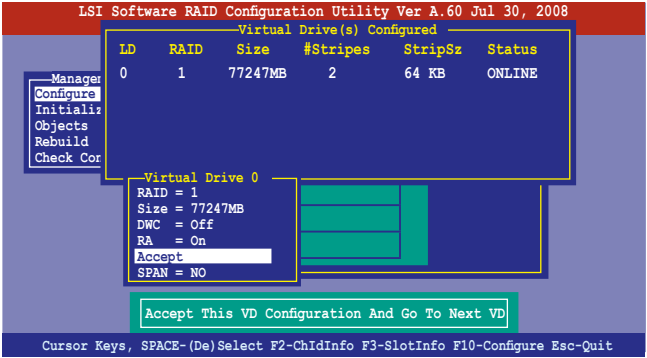 LSI Software RAID Configuration Utility Ver A.60 Jul 30, 2008
Virtual Drive(s) Configured
LD RAID Size #Stripes StripSz Status
0 1 77247MB 2 64 KB ONLINE
Manage
Configure
Initializ
Objects
Rebuild
Check Con
Virtual Drive 0
RAID = 1
Size = 77247MB
DWC = Off
RA = On
Accept
SPAN = NO
Accept This VD Configuration And Go To Next VD
Cursor Keys, SPACE-(De)Select F2-ChIdInfo F3-SlotInfo F10-Configure Esc-Quit